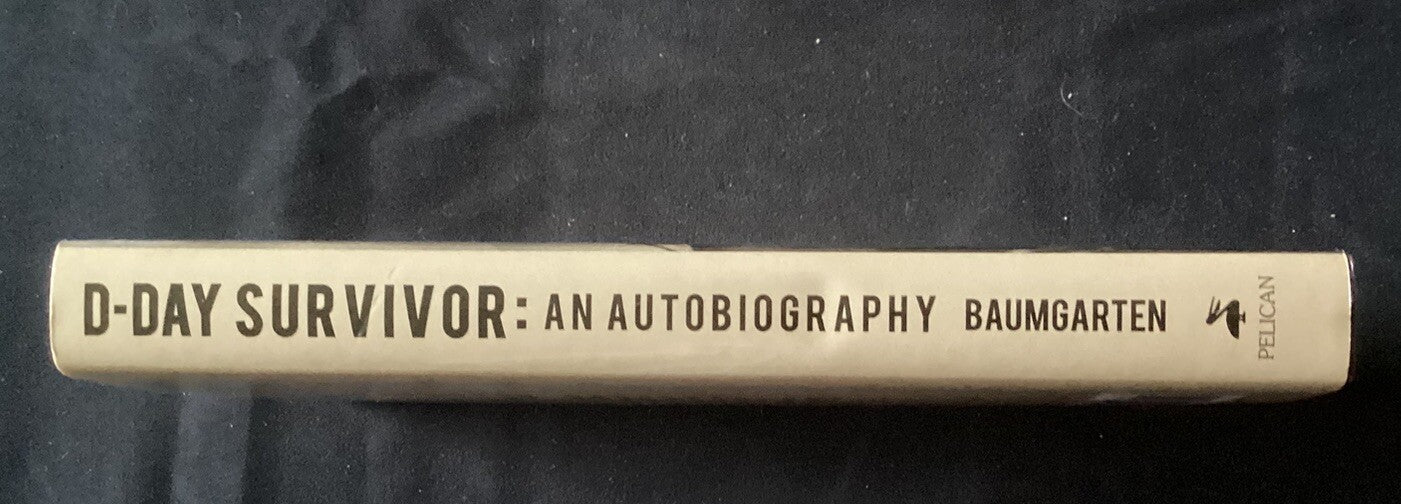 D-DAY SURVIVOR: AN AUTOBIOGRAPHY BAUMGARTEN
PELICAN